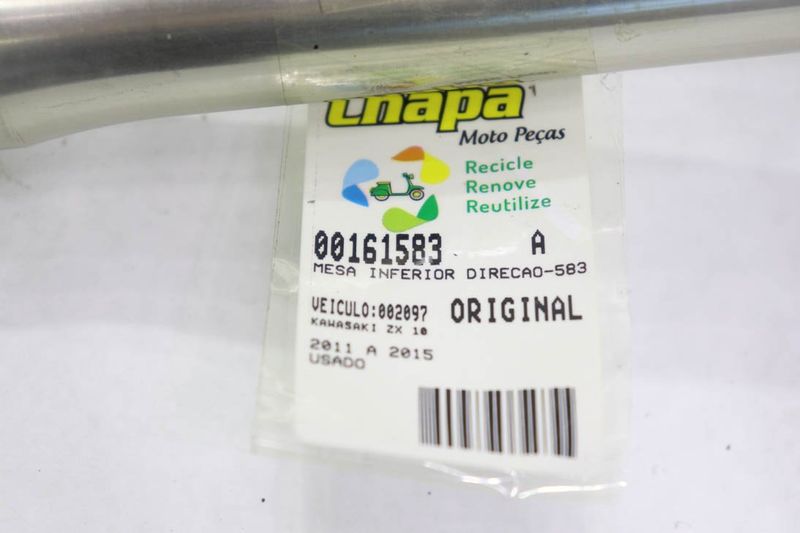 Chapa
Moto Peças
Recicle
Renove
Reutilize
00161583 A
MESA INFERIOR DIRECAO-583
VEICULO:002097 ORIGINAL
KAWASAKI ZX 10
2011 A 2015
USADO